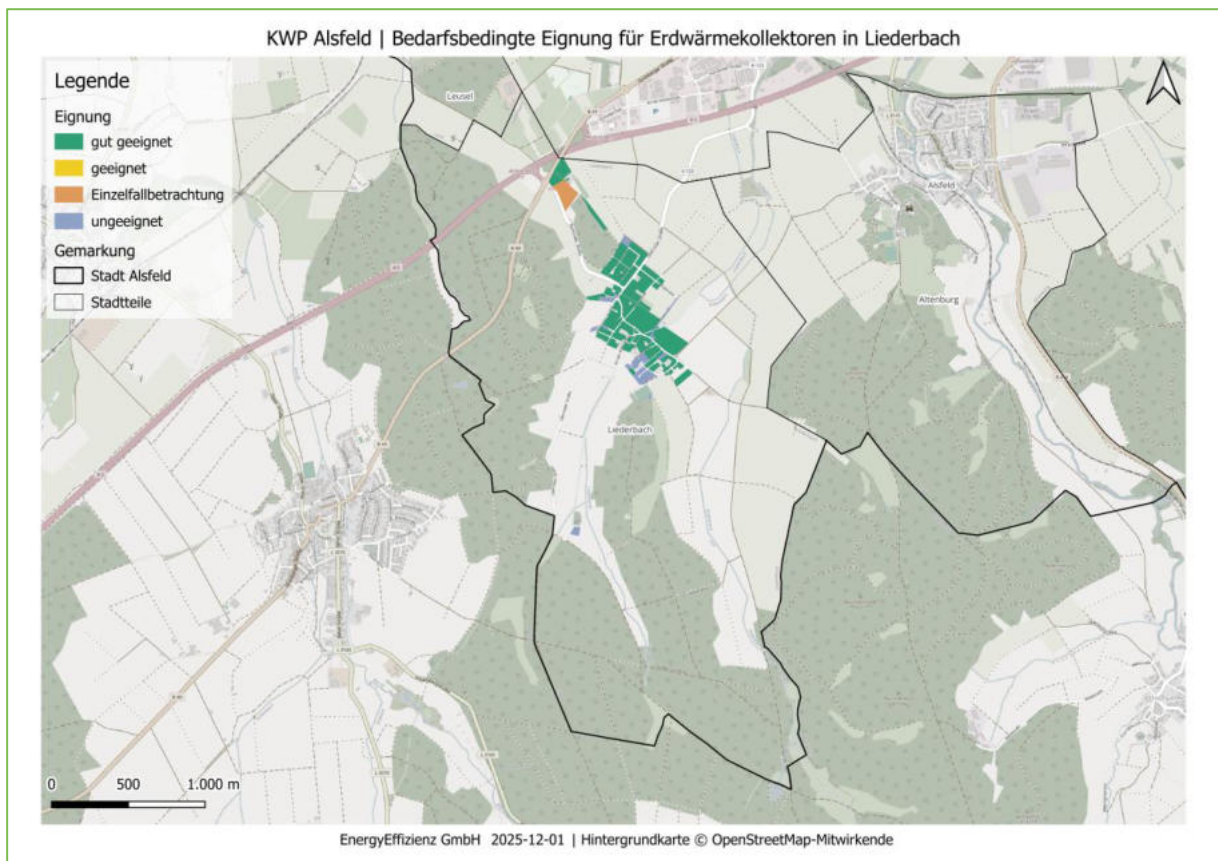 KWP Alsfeld | Bedarfsbedingte Eignung für Erdwärmekollektoren in Liederbach
Legende
Eignung
gut geeignet
geeignet
Einzelfallbetrachtung
ungeeignet
Gemarkung
Stadt Alsfeld
Stadtteile
Leusel
Alsfeld
Altenburg
Liederbach
0 500 1.000 m
EnergyEffizienz GmbH 2025-12-01 | Hintergrundkarte © OpenStreetMap-Mitwirkende